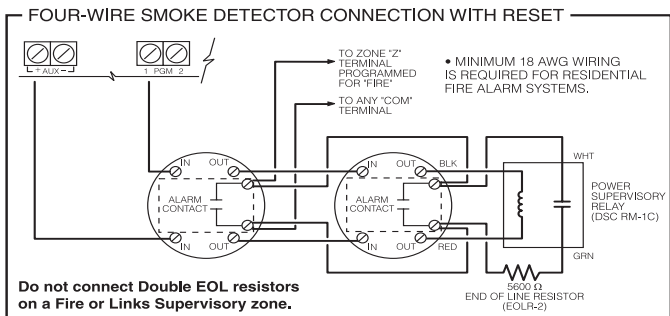 FOUR-WIRE SMOKE DETECTOR CONNECTION WITH RESET
+ AUX –
1 PGM 2
TO ZONE "Z"
TERMINAL
PROGRAMMED
FOR "FIRE"
TO ANY "COM"
TERMINAL
• MINIMUM 18 AWG WIRING
IS REQUIRED FOR RESIDENTIAL
FIRE ALARM SYSTEMS.
IN
OUT
ALARM
CONTACT
IN
OUT
IN
OUT
BLK
ALARM
CONTACT
IN
OUT
RED
WHT
POWER
SUPERVISORY
RELAY
(DSC RM-1C)
GRN
5600 Ω
END OF LINE RESISTOR
(EOLR-2)
Do not connect Double EOL resistors
on a Fire or Links Supervisory zone.